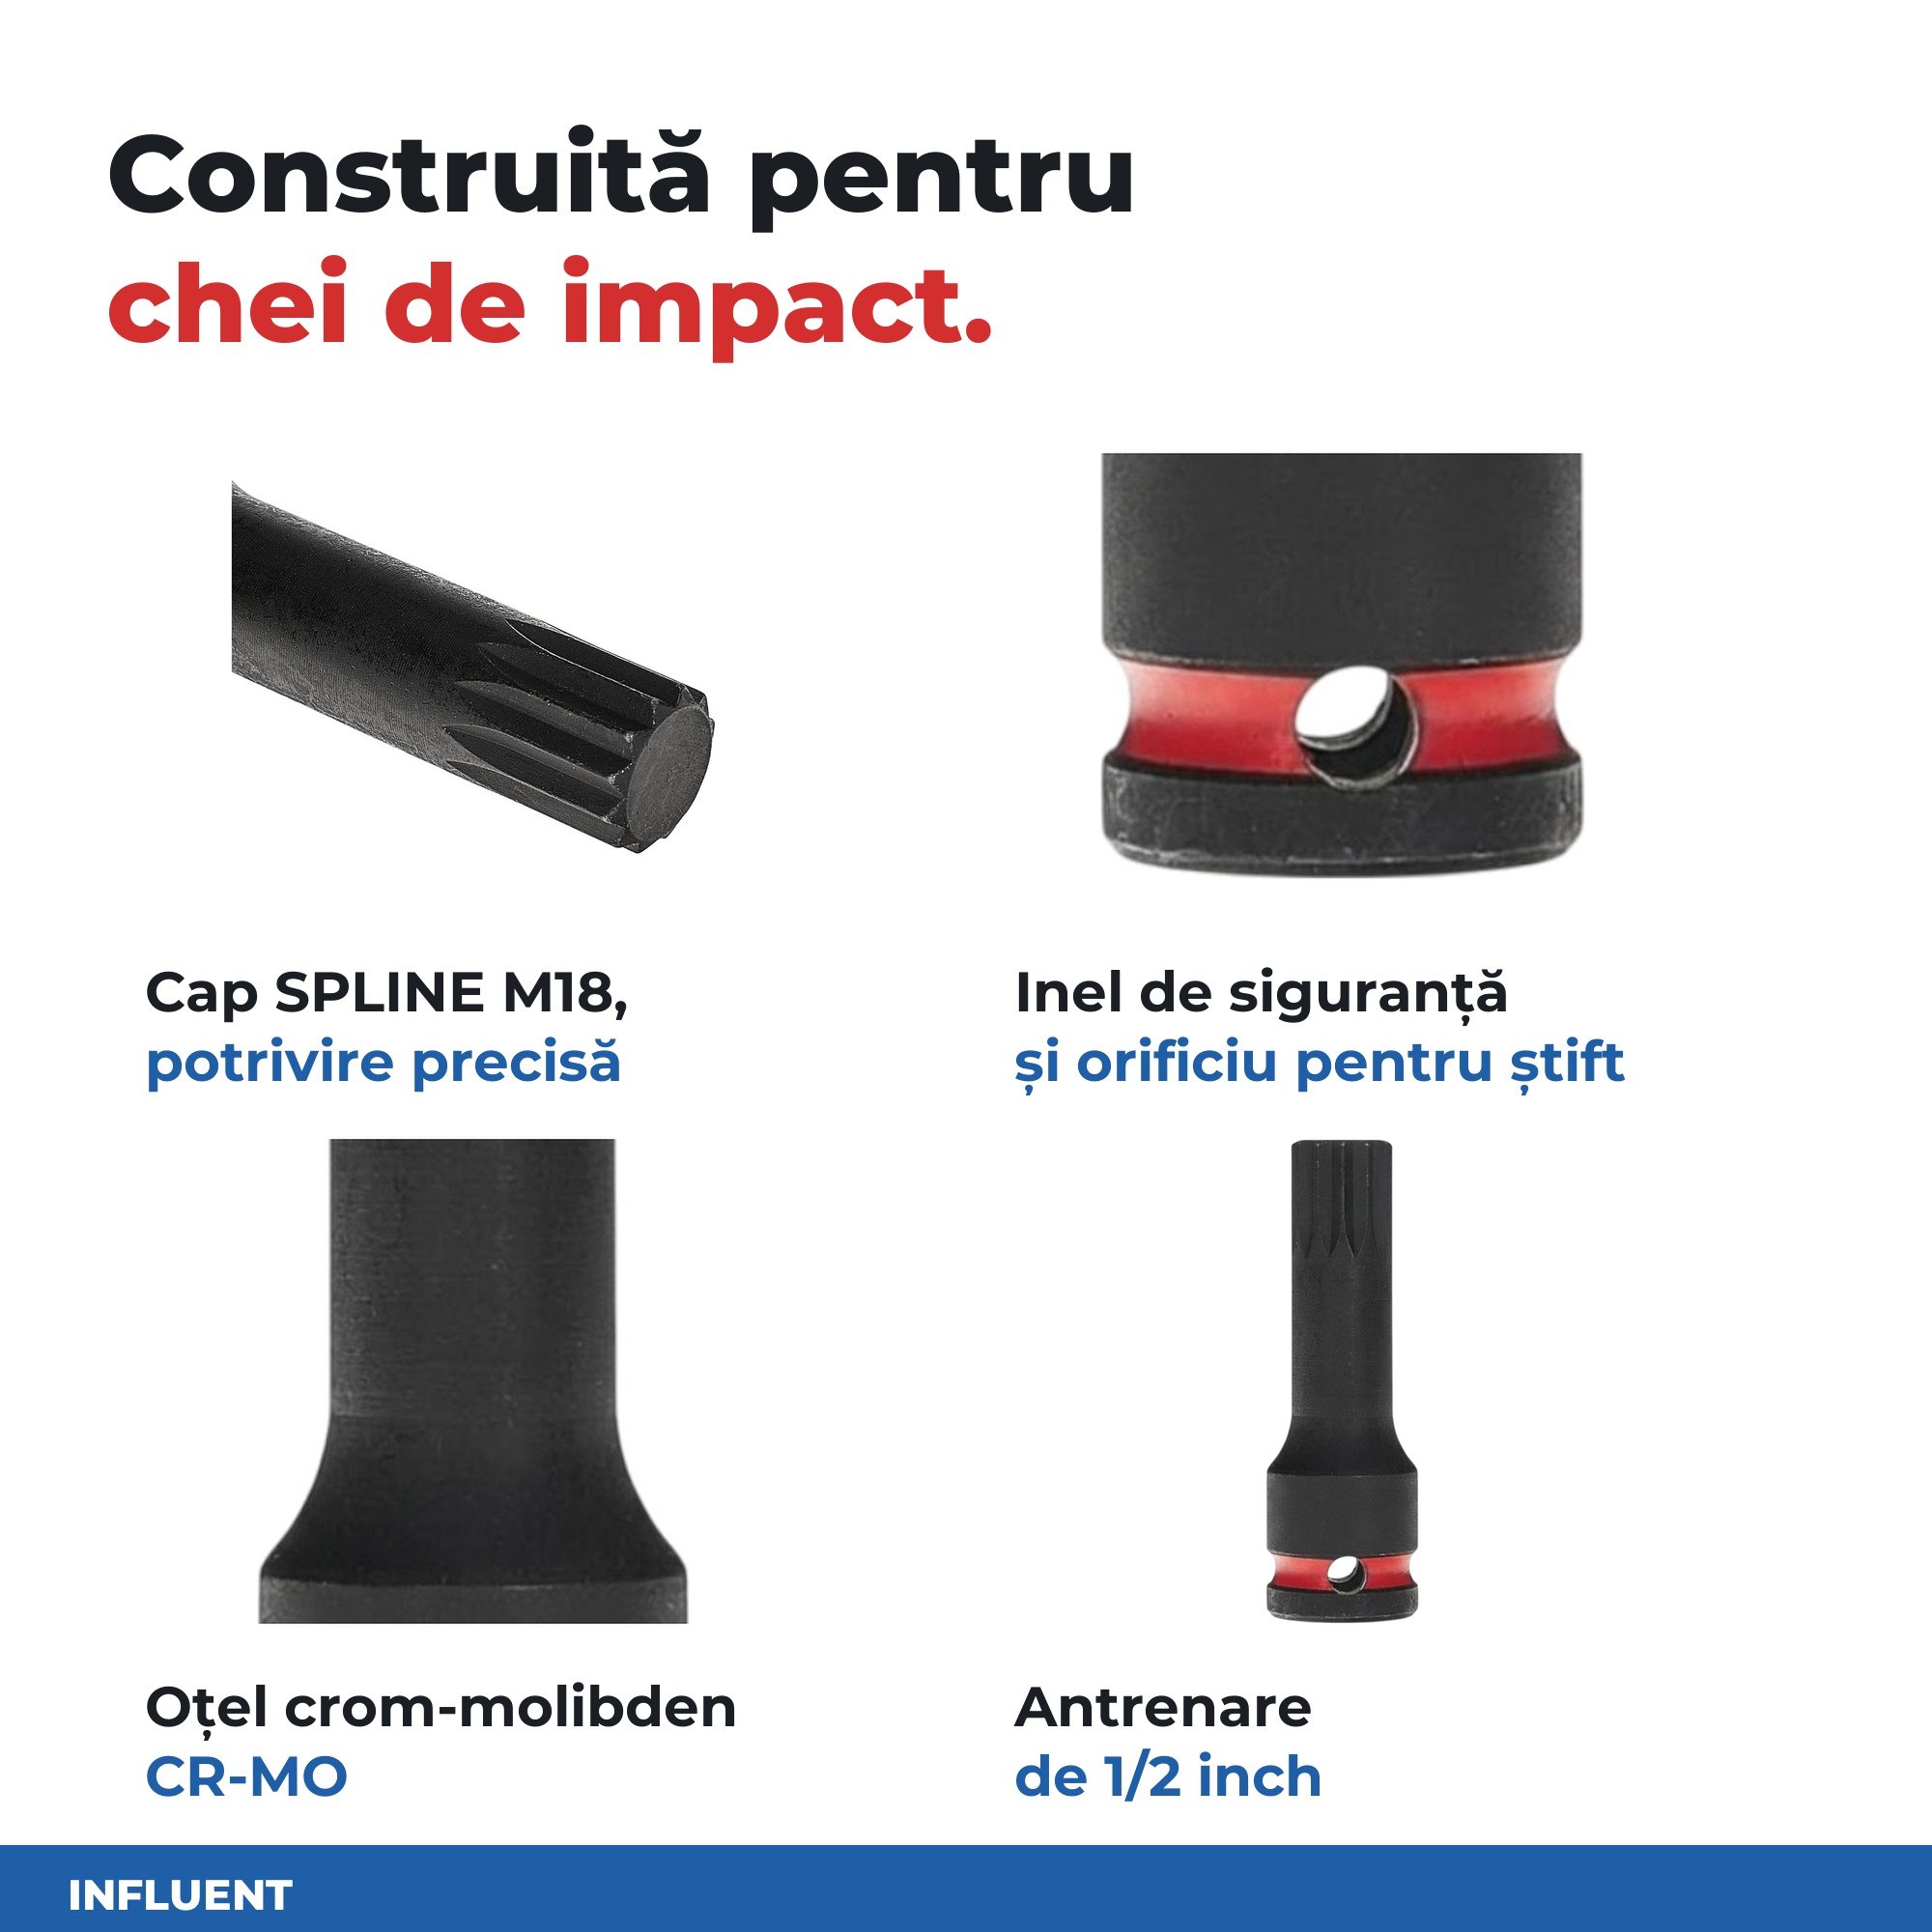 Construită pentru
chei de impact.
Cap SPLINE M18,
potrivire precisă
Inel de siguranță
și orificiu pentru știft
Oțel crom-molibden
CR-MO
Antrenare
de 1/2 inch
INFLUENT